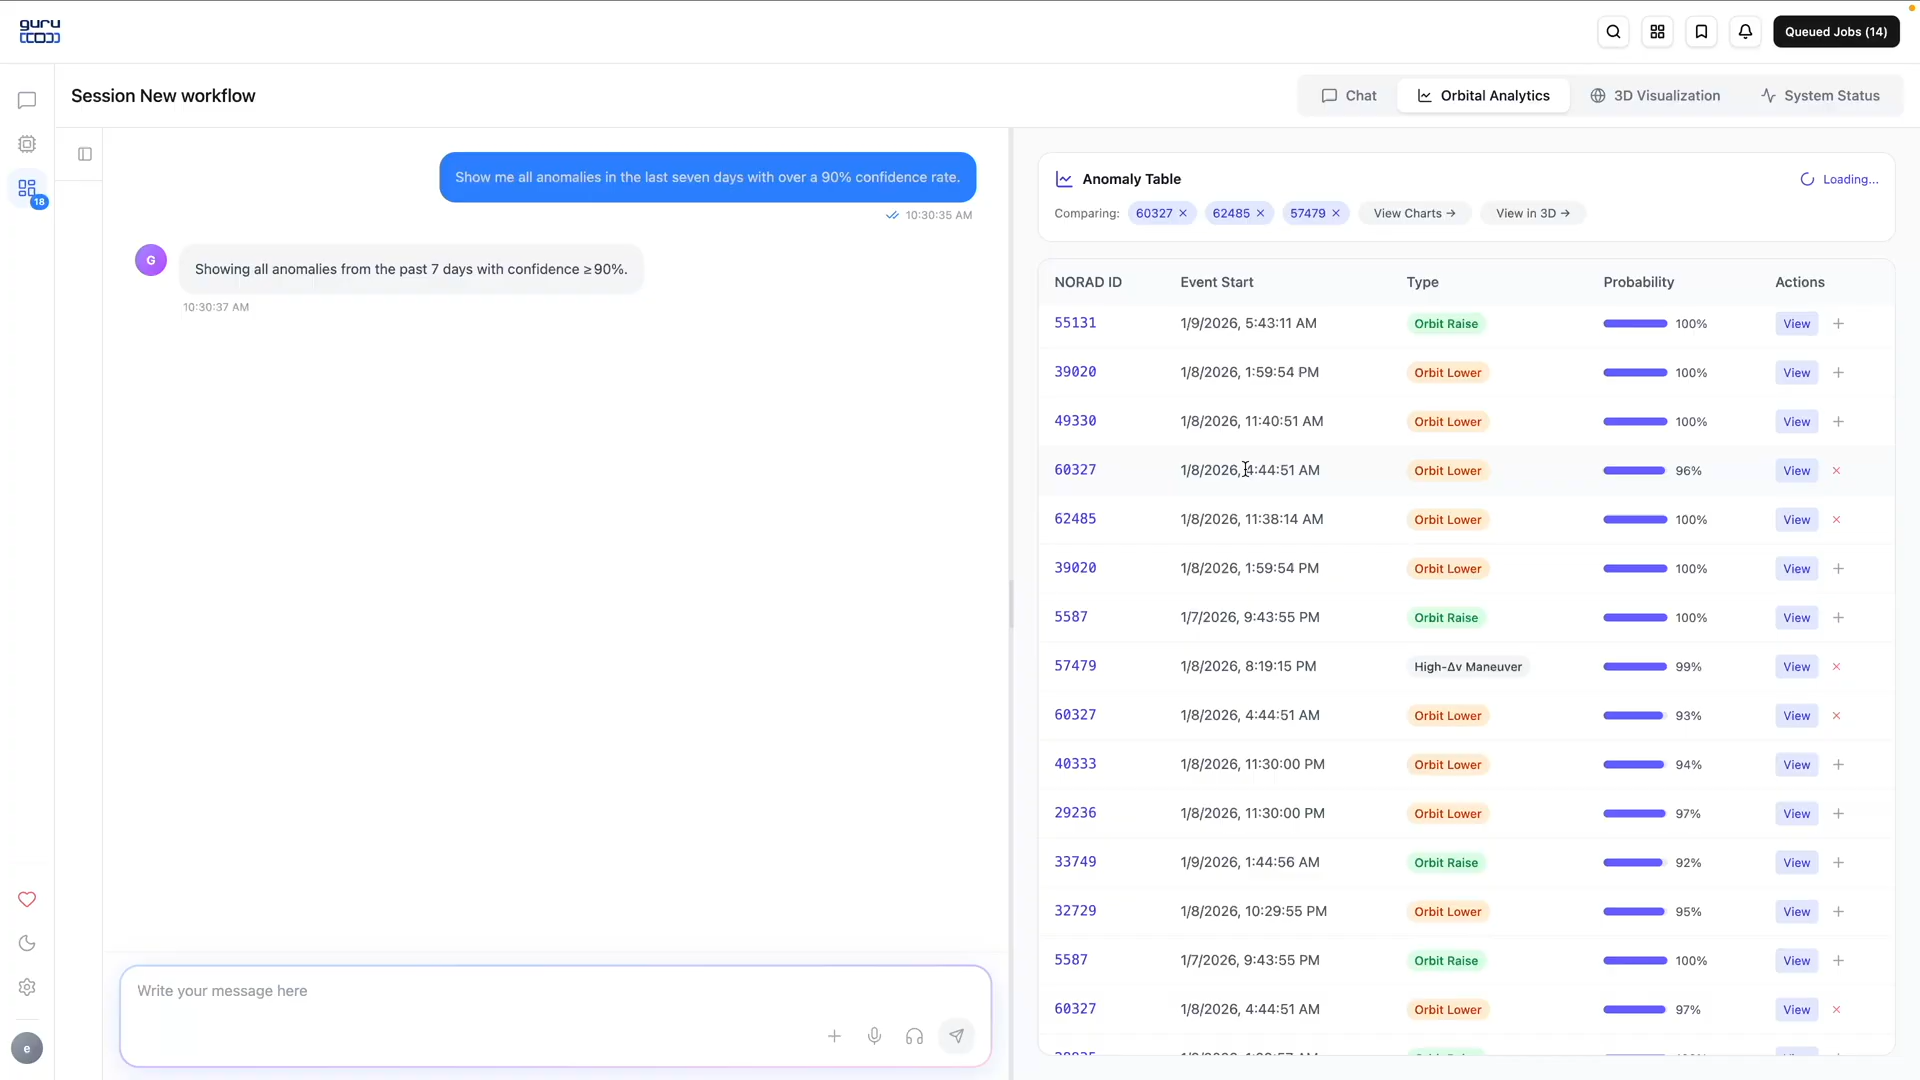 guru
Queued Jobs (14)
Session New workflow
Chat
Orbital Analytics
3D Visualization
System Status
18
Show me all anomalies in the last seven days with over a 90% confidence rate.
10:30:35 AM
G
Showing all anomalies from the past 7 days with confidence ≥ 90%.
10:30:37 AM
Write your message here
e
Anomaly Table
Loading...
Comparing: 60327 × 62485 × 57479 × View Charts → View in 3D →
NORAD ID Event Start Type Probability Actions
55131 1/9/2026, 5:43:11 AM Orbit Raise 100% View +
39020 1/8/2026, 1:59:54 PM Orbit Lower 100% View +
49330 1/8/2026, 11:40:51 AM Orbit Lower 100% View +
60327 1/8/2026, 4:44:51 AM Orbit Lower 96% View ×
62485 1/8/2026, 11:38:14 AM Orbit Lower 100% View ×
39020 1/8/2026, 1:59:54 PM Orbit Lower 100% View +
5587 1/7/2026, 9:43:55 PM Orbit Raise 100% View +
57479 1/8/2026, 8:19:15 PM High-Δv Maneuver 99% View ×
60327 1/8/2026, 4:44:51 AM Orbit Lower 93% View ×
40333 1/8/2026, 11:30:00 PM Orbit Lower 94% View +
29236 1/8/2026, 11:30:00 PM Orbit Lower 97% View +
33749 1/9/2026, 1:44:56 AM Orbit Raise 92% View +
32729 1/8/2026, 10:29:55 PM Orbit Lower 95% View +
5587 1/7/2026, 9:43:55 PM Orbit Raise 100% View +
60327 1/8/2026, 4:44:51 AM Orbit Lower 97% View ×